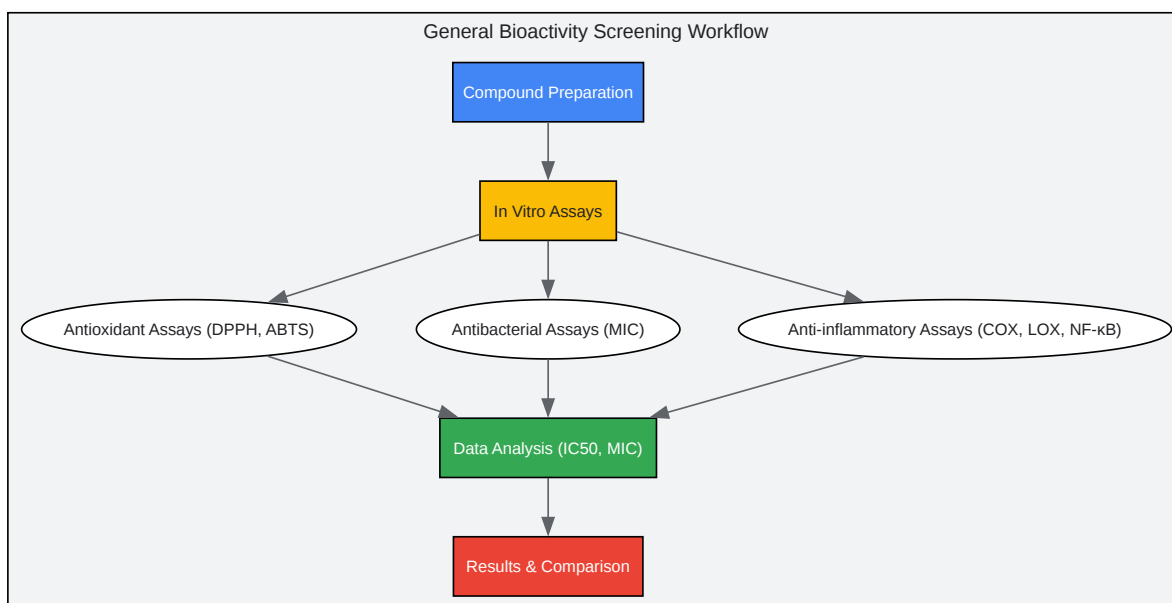 General Bioactivity Screening Workflow
Compound Preparation
In Vitro Assays
Antioxidant Assays (DPPH, ABTS)
Antibacterial Assays (MIC)
Anti-inflammatory Assays (COX, LOX, NF-κB)
Data Analysis (IC50, MIC)
Results & Comparison